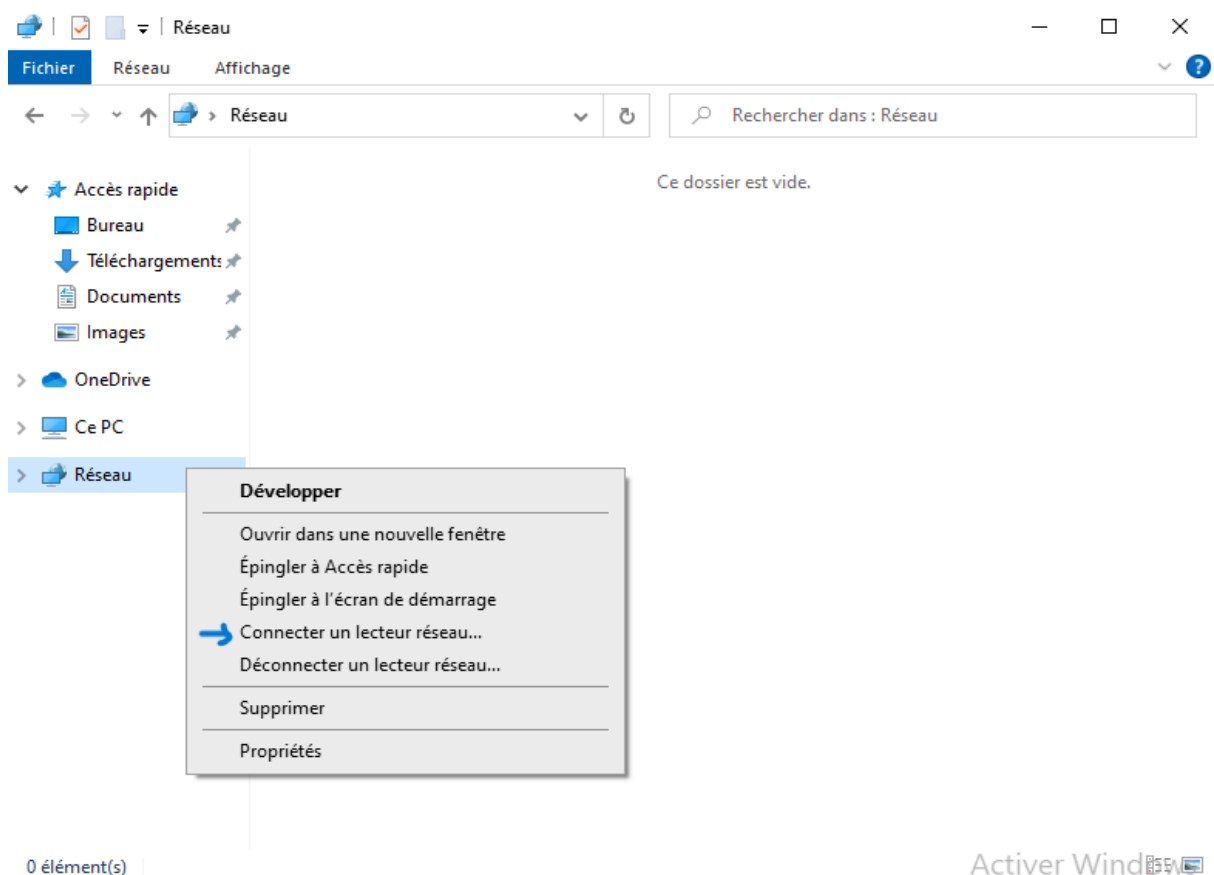 Réseau
Fichier Réseau Affichage
Réseau
Rechercher dans : Réseau
Accès rapide
Ce dossier est vide.
Bureau
Téléchargements
Documents
Images
OneDrive
Ce PC
Réseau
Développer
Ouvrir dans une nouvelle fenêtre
Épingler à Accès rapide
Épingler à l'écran de démarrage
Connecter un lecteur réseau...
Déconnecter un lecteur réseau...
Supprimer
Propriétés
0 élément(s)
Activer Windows